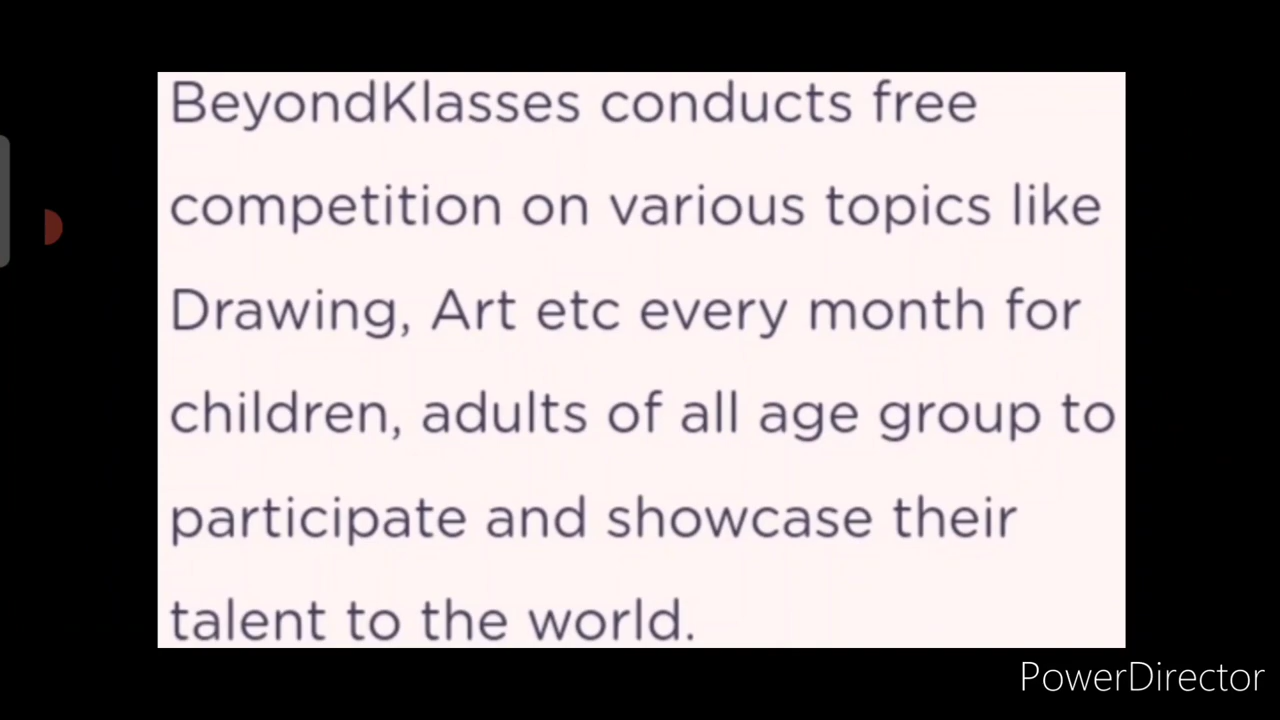 BeyondKlasses conducts free
competition on various topics like
Drawing, Art etc every month for
children, adults of all age group to
participate and showcase their
talent to the world.
PowerDirector